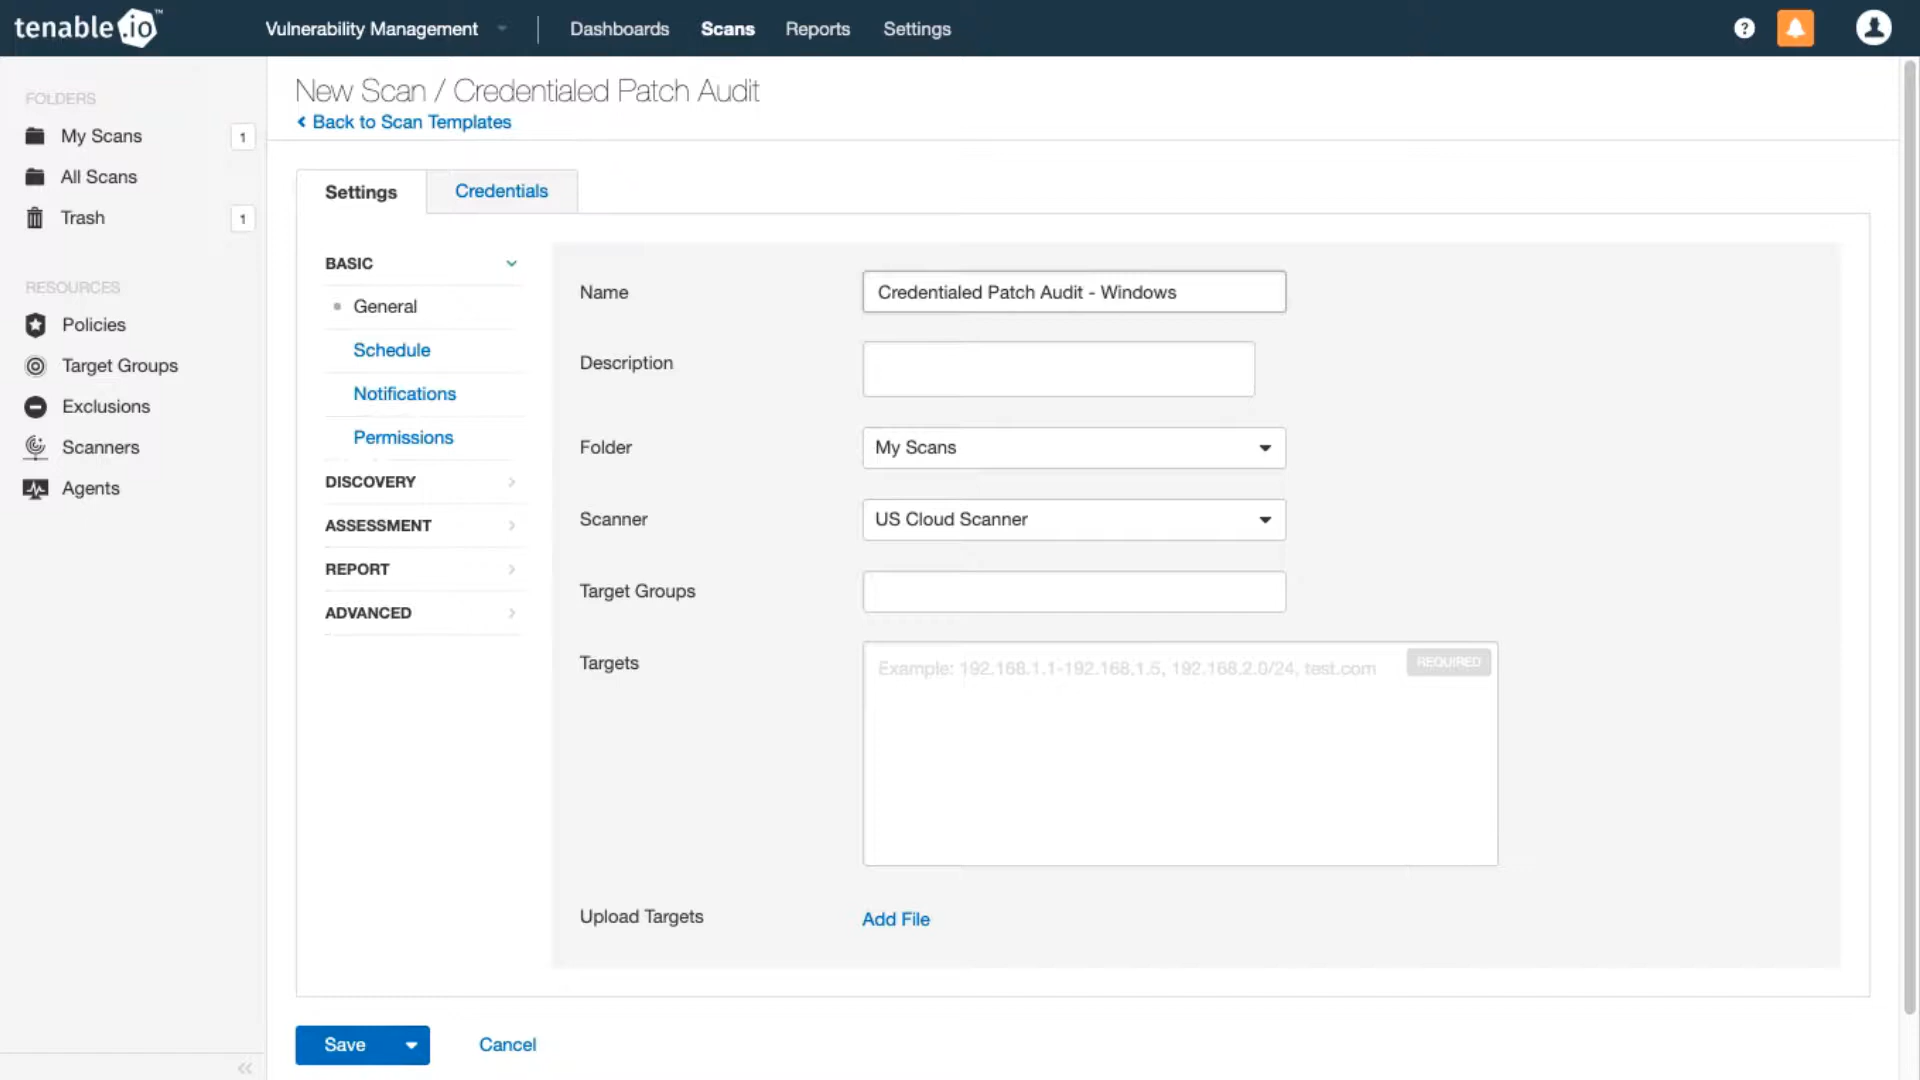 tenable.io™
Vulnerability Management
Dashboards
Scans
Reports
Settings
?
FOLDERS
My Scans
1
All Scans
Trash
1
RESOURCES
Policies
Target Groups
Exclusions
Scanners
Agents
New Scan / Credentialed Patch Audit
Back to Scan Templates
Settings
Credentials
BASIC
General
Schedule
Notifications
Permissions
DISCOVERY
ASSESSMENT
REPORT
ADVANCED
Name
Credentialed Patch Audit - Windows
Description
Folder
My Scans
Scanner
US Cloud Scanner
Target Groups
Targets
Example: 192.168.1.1-192.168.1.5, 192.168.2.0/24, test.com
REQUIRED
Upload Targets
Add File
Save
Cancel